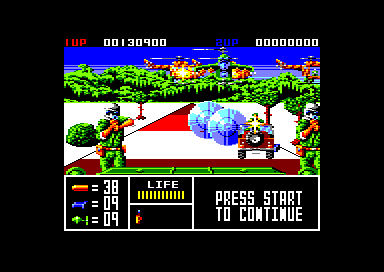 1UP 00130900 2UP 00000000
= 38
= 09
= 09
LIFE
PRESS START
TO CONTINUE